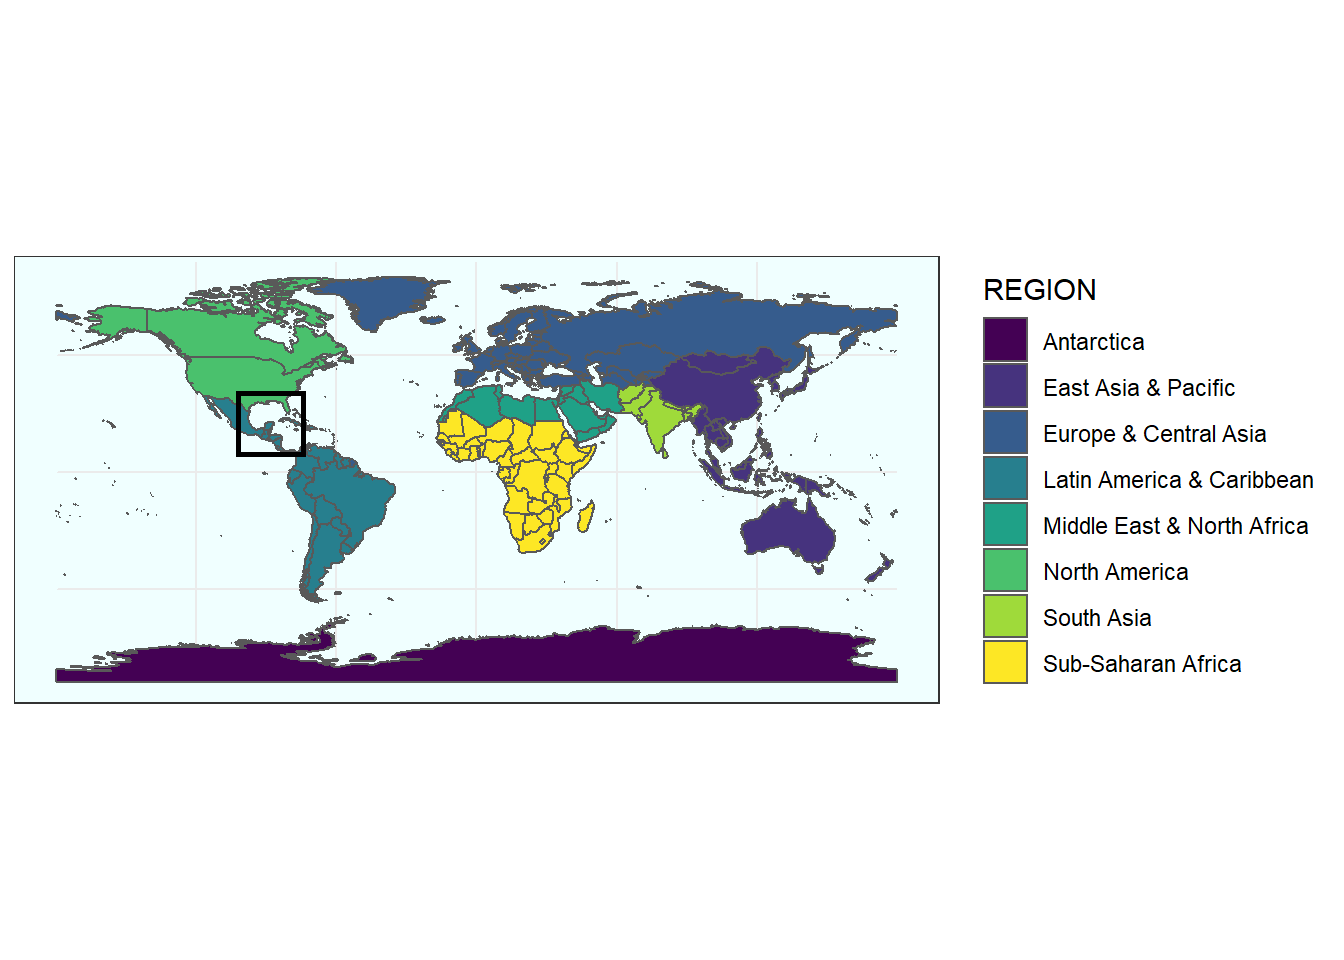 REGION
Antarctica
East Asia & Pacific
Europe & Central Asia
Latin America & Caribbean
Middle East & North Africa
North America
South Asia
Sub-Saharan Africa